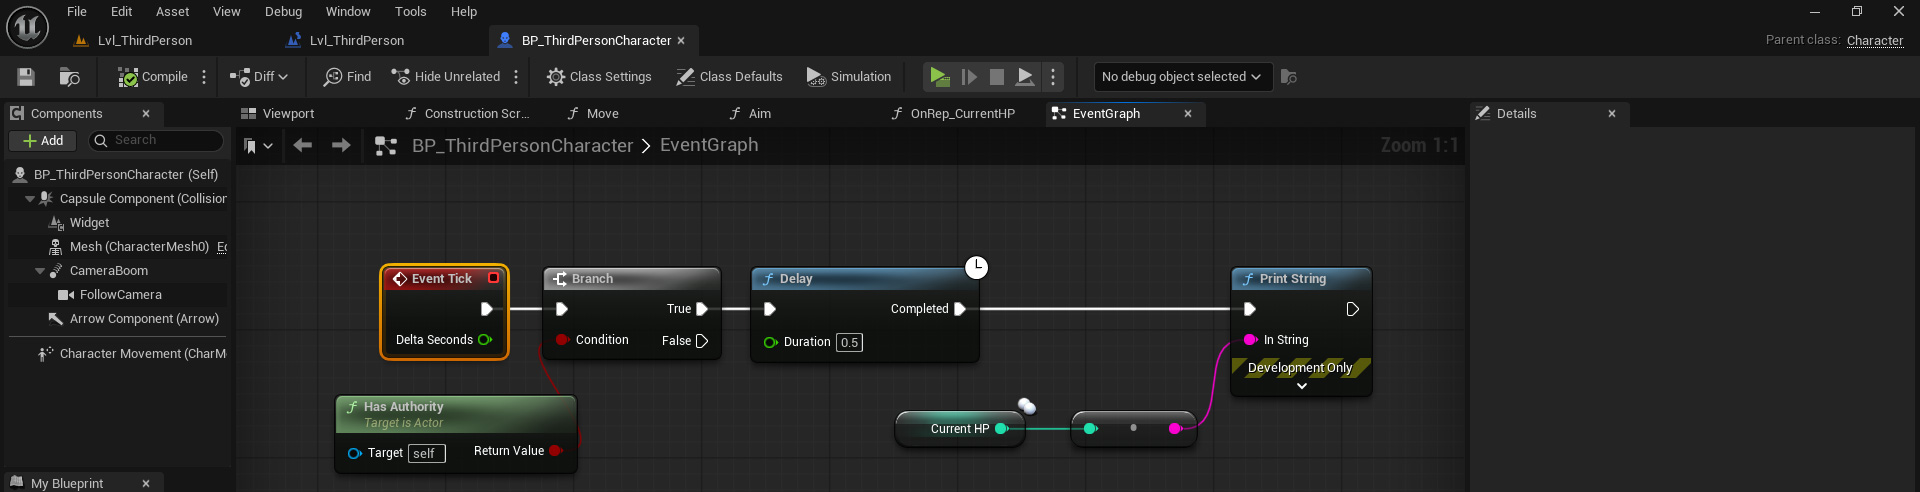 File Edit Asset View Debug Window Tools Help
Lvl_ThirdPerson Lvl_ThirdPerson BP_ThirdPersonCharacter
Parent class: Character
Compile Diff Find Hide Unrelated Class Settings Class Defaults Simulation No debug object selected
Components
Viewport Construction Scr... Move Aim OnRep_CurrentHP EventGraph
Details
Add Search
BP_ThirdPersonCharacter > EventGraph
Zoom 1:1
BP_ThirdPersonCharacter (Self)
Capsule Component (Collision
Widget
Mesh (CharacterMesh0) Ed
CameraBoom
FollowCamera
Arrow Component (Arrow)
Character Movement (CharM
My Blueprint
Event Tick
Delta Seconds
Branch
True
Condition
False
Delay
Completed
Duration 0.5
Print String
In String
Development Only
Has Authority
Target is Actor
Target self
Return Value
Current HP